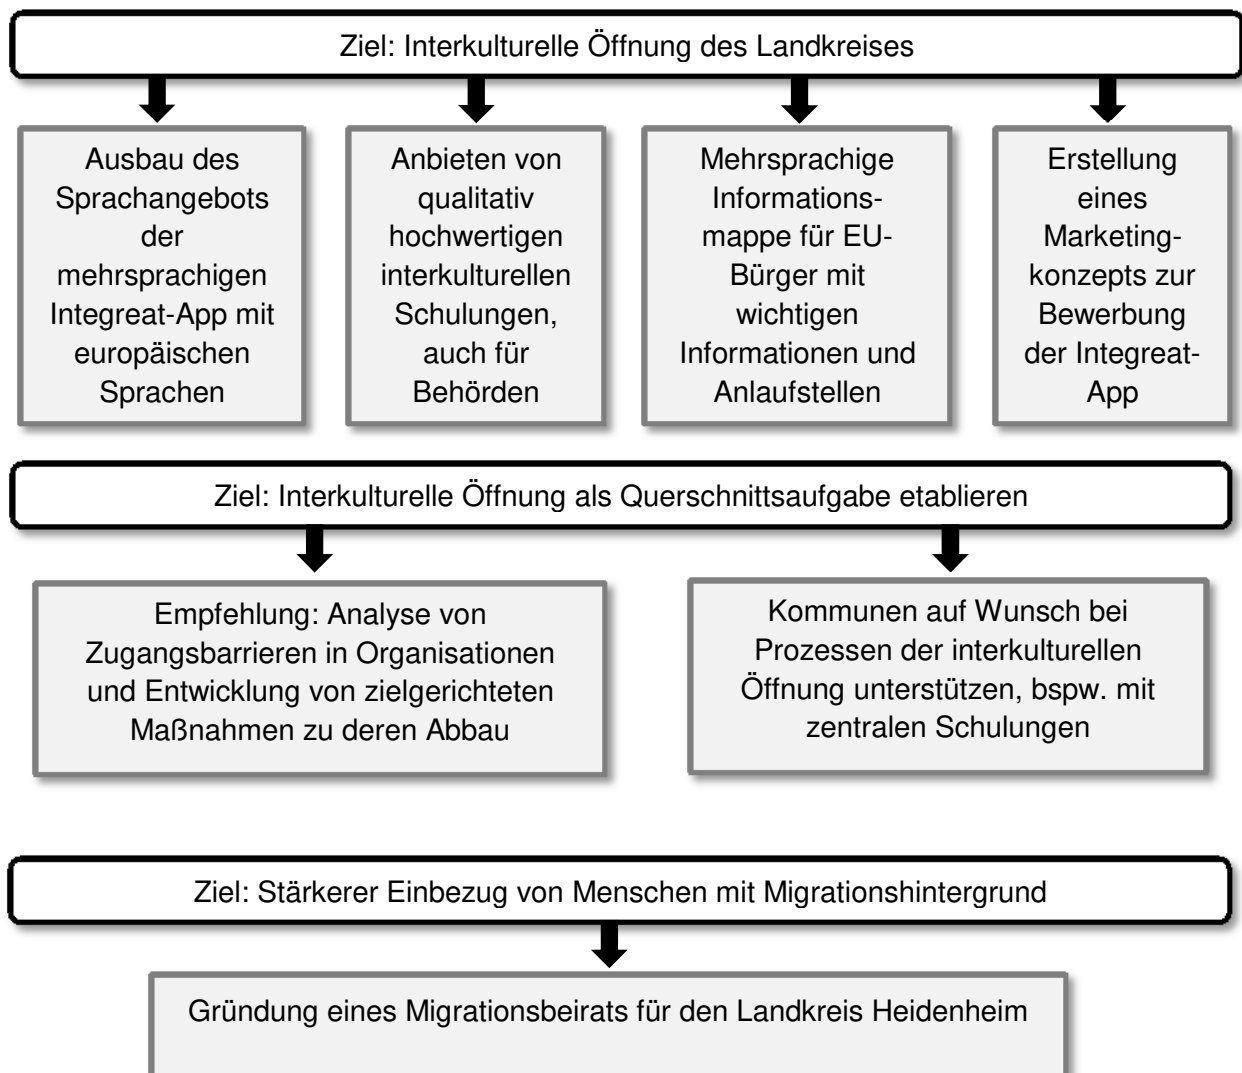 Ziel: Interkulturelle Öffnung des Landkreises
Ausbau des
Sprachangebots
der
mehrsprachigen
Integreat-App mit
europäischen
Sprachen
Anbieten von
qualitativ
hochwertigen
interkulturellen
Schulungen,
auch für
Behörden
Mehrsprachige
Informations-
mappe für EU-
Bürger mit
wichtigen
Informationen und
Anlaufstellen
Erstellung
eines
Marketing-
konzepts zur
Bewerbung
der Integreat-
App
Ziel: Interkulturelle Öffnung als Querschnittsaufgabe etablieren
Empfehlung: Analyse von
Zugangsbarrieren in Organisationen
und Entwicklung von zielgerichteten
Maßnahmen zu deren Abbau
Kommunen auf Wunsch bei
Prozessen der interkulturellen
Öffnung unterstützen, bspw. mit
zentralen Schulungen
Ziel: Stärkerer Einbezug von Menschen mit Migrationshintergrund
Gründung eines Migrationsbeirats für den Landkreis Heidenheim